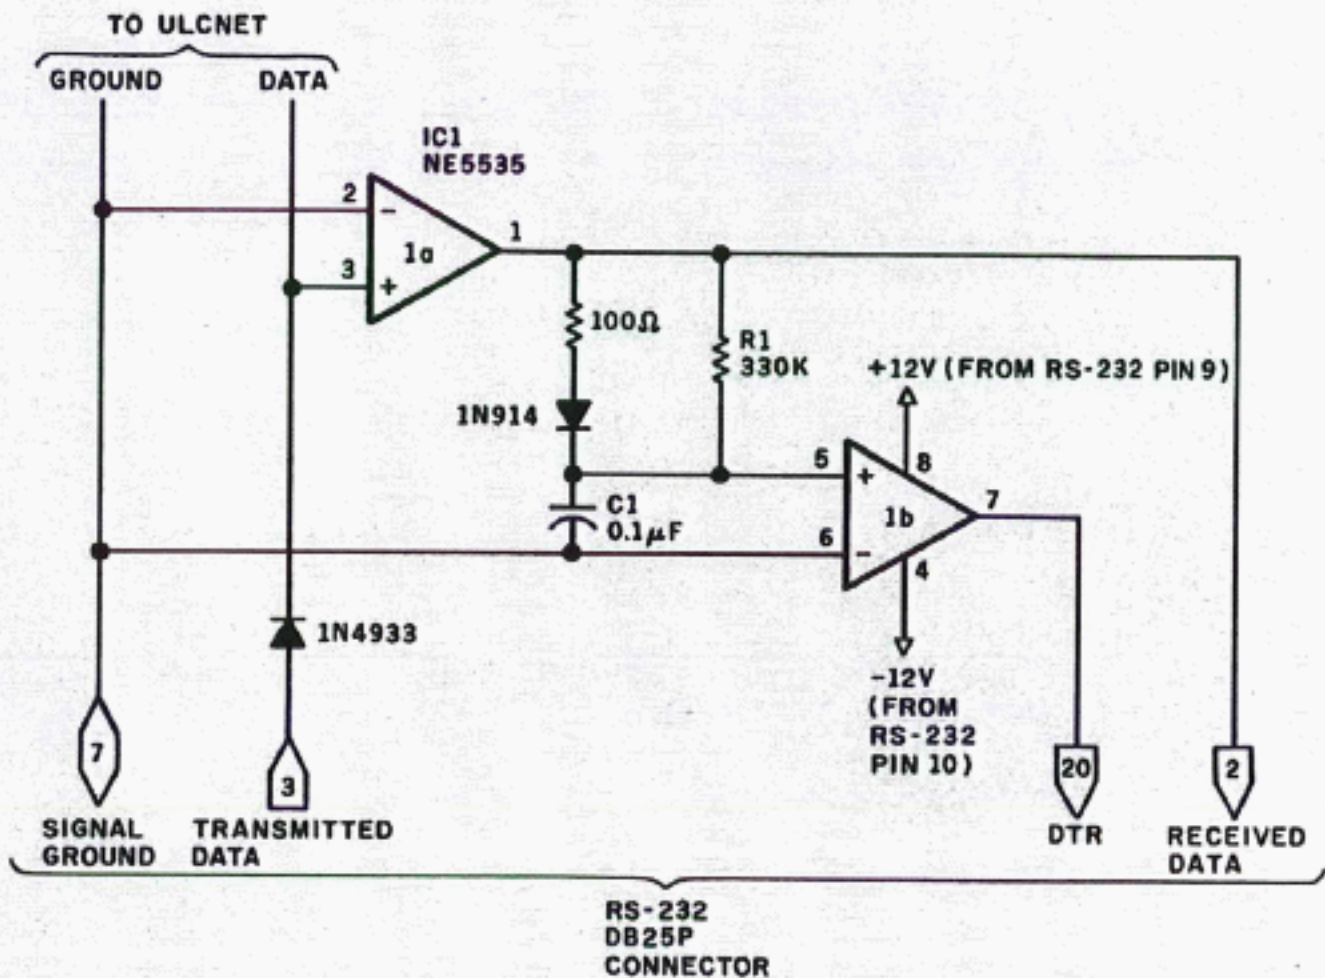 TO ULCNET
GROUND
DATA
IC1
NE5535
2
-
1a
1
3
+
100Ω
R1
330K
+12V (FROM RS-232 PIN 9)
1N914
5
+
8
7
1b
C1
0.1μF
6
-
4
1N4933
-12V
(FROM
RS-232
PIN 10)
7
3
20
2
SIGNAL
GROUND
TRANSMITTED
DATA
DTR
RECEIVED
DATA
RS-232
DB25P
CONNECTOR